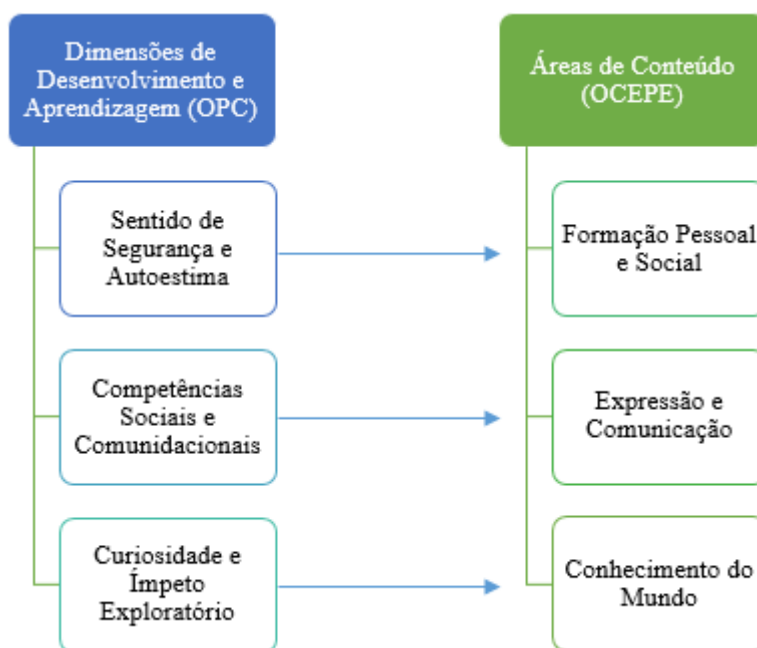 Dimensões de
Desenvolvimento e
Aprendizagem (OPC)
Sentido de
Segurança e
Autoestima
Competências
Sociais e
Comunidacionais
Curiosidade e
Ímpeto
Exploratório
Áreas de Conteúdo
(OCEPE)
Formação Pessoal
e Social
Expressão e
Comunicação
Conhecimento do
Mundo